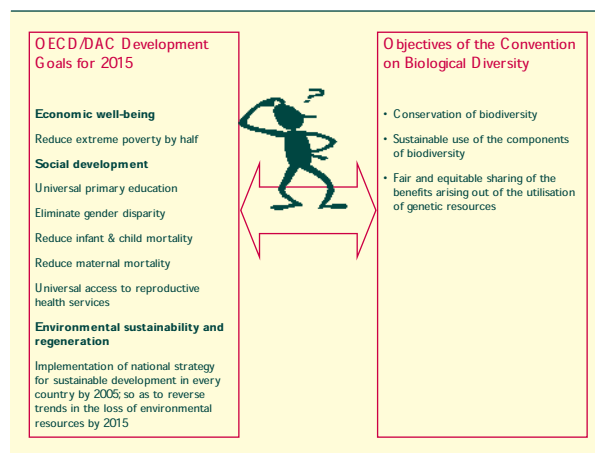 OECD/DAC Development
Goals for 2015
Economic well-being
Reduce extreme poverty by half
Social development
Universal primary education
Eliminate gender disparity
Reduce infant & child mortality
Reduce maternal mortality
Universal access to reproductive
health services
Environmental sustainability and
regeneration
Implementation of national strategy
for sustainable development in every
country by 2005; so as to reverse
trends in the loss of environmental
resources by 2015
?
Objectives of the Convention
on Biological Diversity
• Conservation of biodiversity
• Sustainable use of the components
of biodiversity
• Fair and equitable sharing of the
benefits arising out of the utilisation
of genetic resources